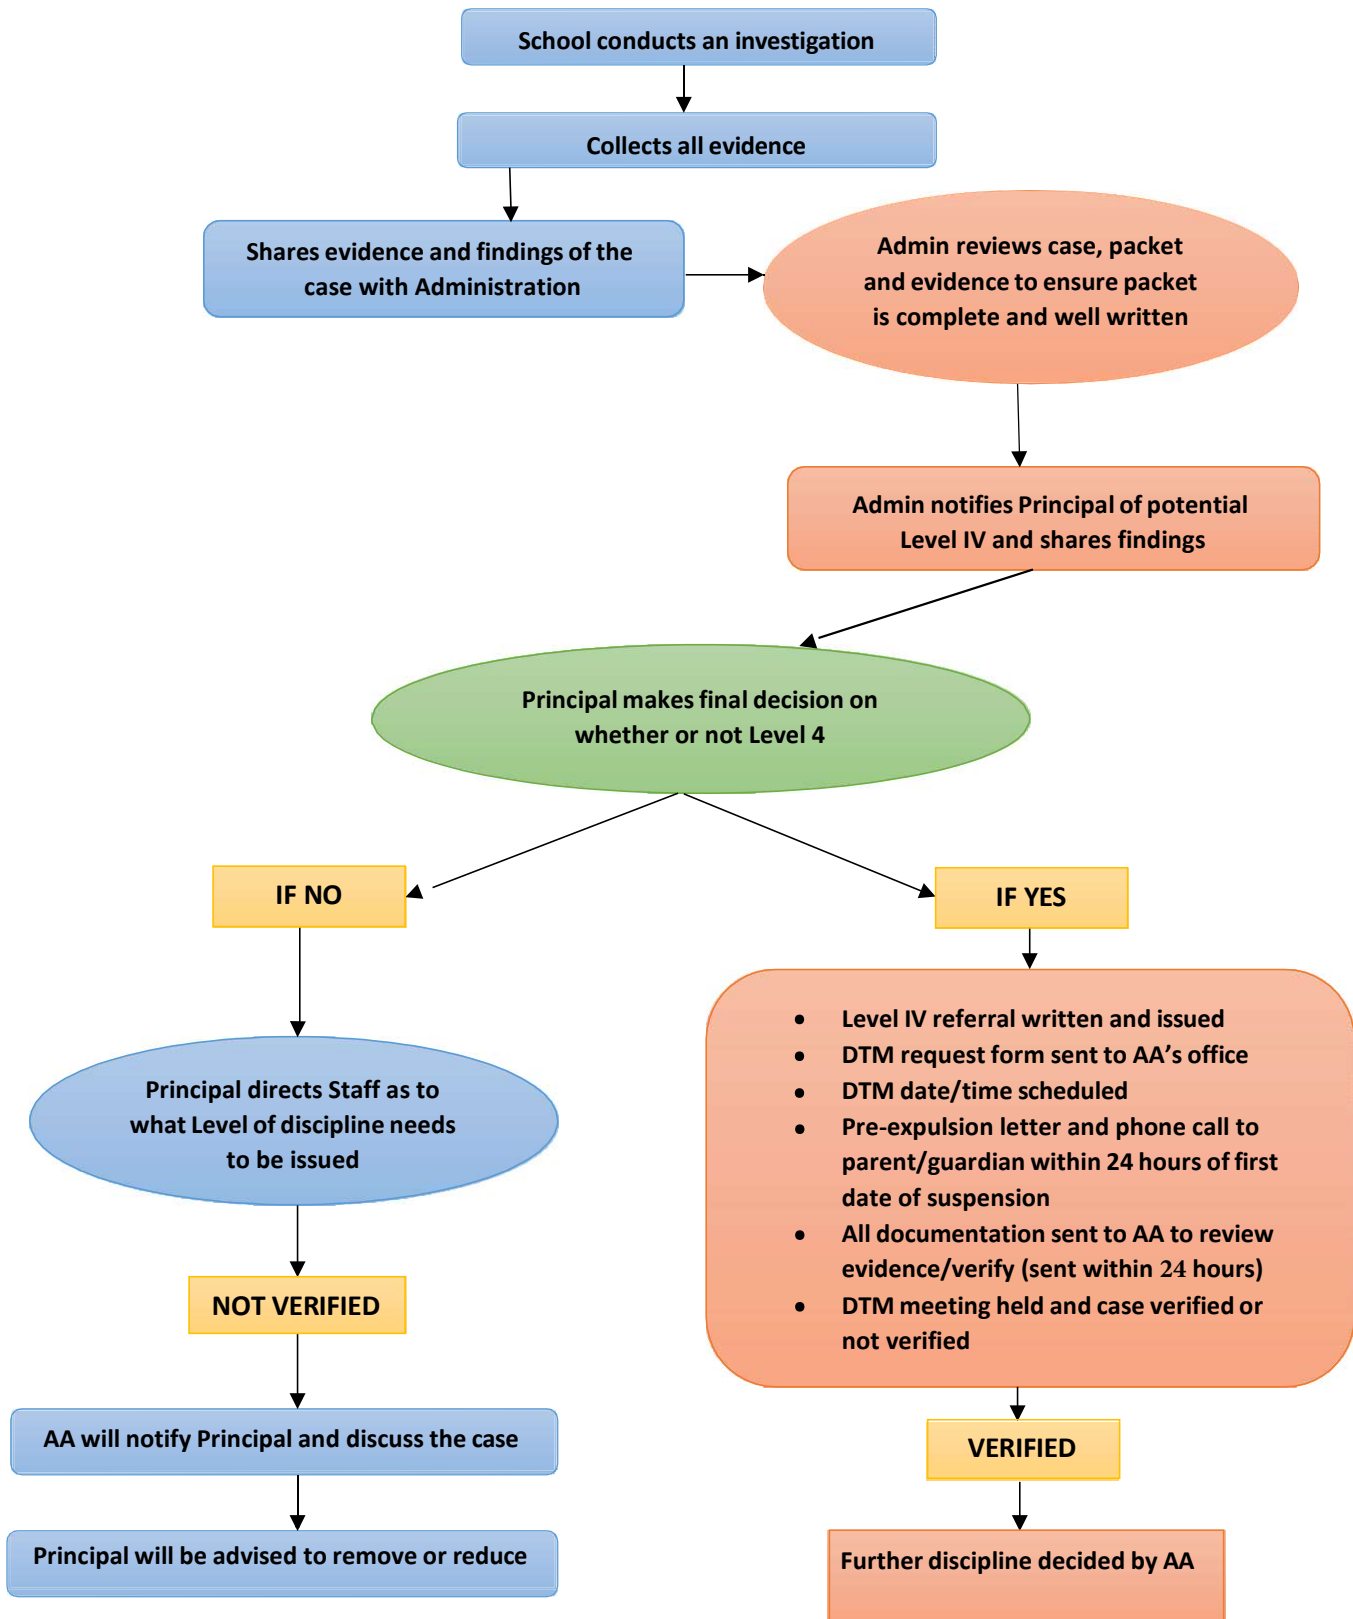 School conducts an investigation
Collects all evidence
Shares evidence and findings of the
case with Administration
Admin reviews case, packet
and evidence to ensure packet
is complete and well written
Admin notifies Principal of potential
Level IV and shares findings
Principal makes final decision on
whether or not Level 4
IF NO
IF YES
Principal directs Staff as to
what Level of discipline needs
to be issued
• Level IV referral written and issued
• DTM request form sent to AA’s office
• DTM date/time scheduled
• Pre-expulsion letter and phone call to
parent/guardian within 24 hours of first
date of suspension
• All documentation sent to AA to review
evidence/verify (sent within 24 hours)
• DTM meeting held and case verified or
not verified
NOT VERIFIED
AA will notify Principal and discuss the case
Principal will be advised to remove or reduce
VERIFIED
Further discipline decided by AA